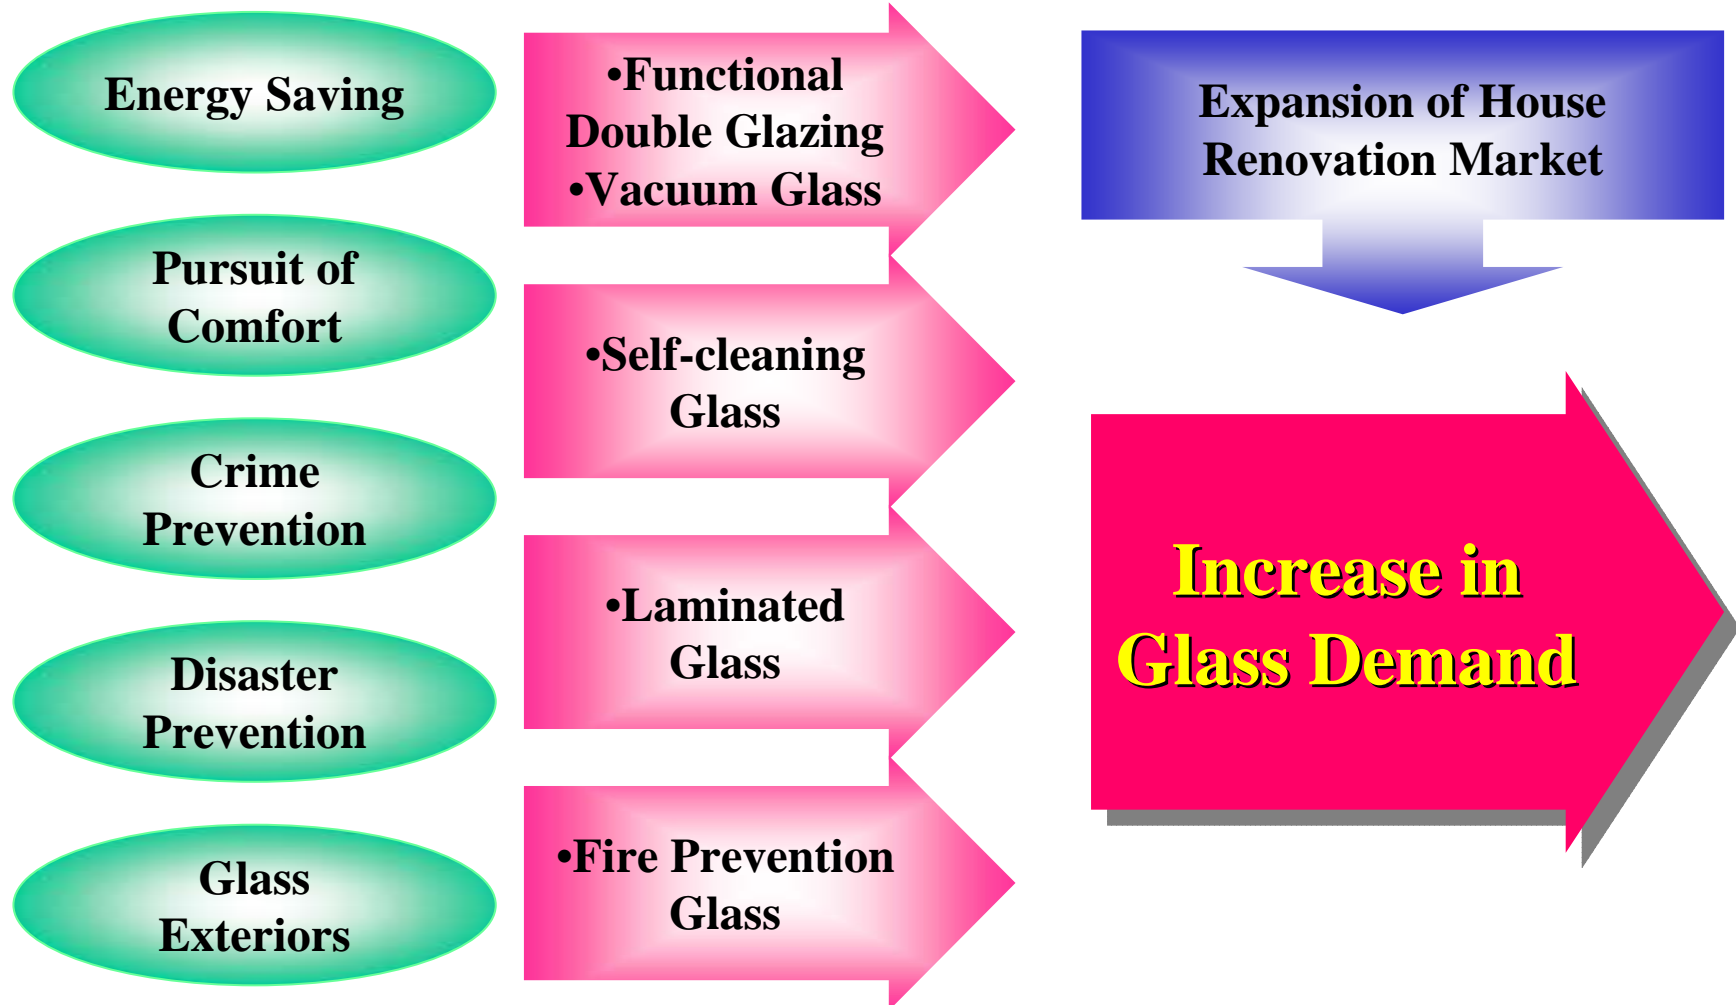 Energy Saving
Pursuit of
Comfort
Crime
Prevention
Disaster
Prevention
Glass
Exteriors
•Functional
Double Glazing
•Vacuum Glass
•Self-cleaning
Glass
•Laminated
Glass
•Fire Prevention
Glass
Expansion of House
Renovation Market
Increase in
Glass Demand